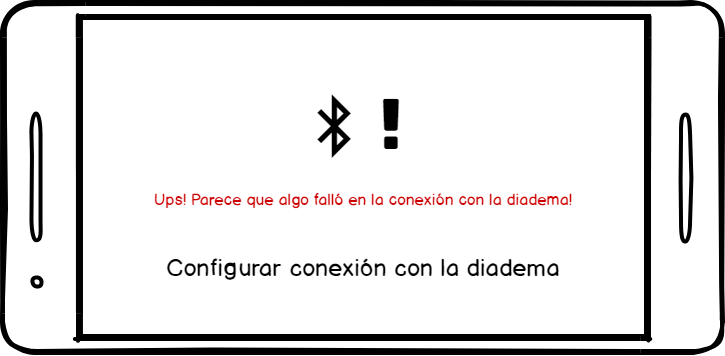 Ups! Parece que algo falló en la conexión con la diadema!
Configurar conexión con la diadema